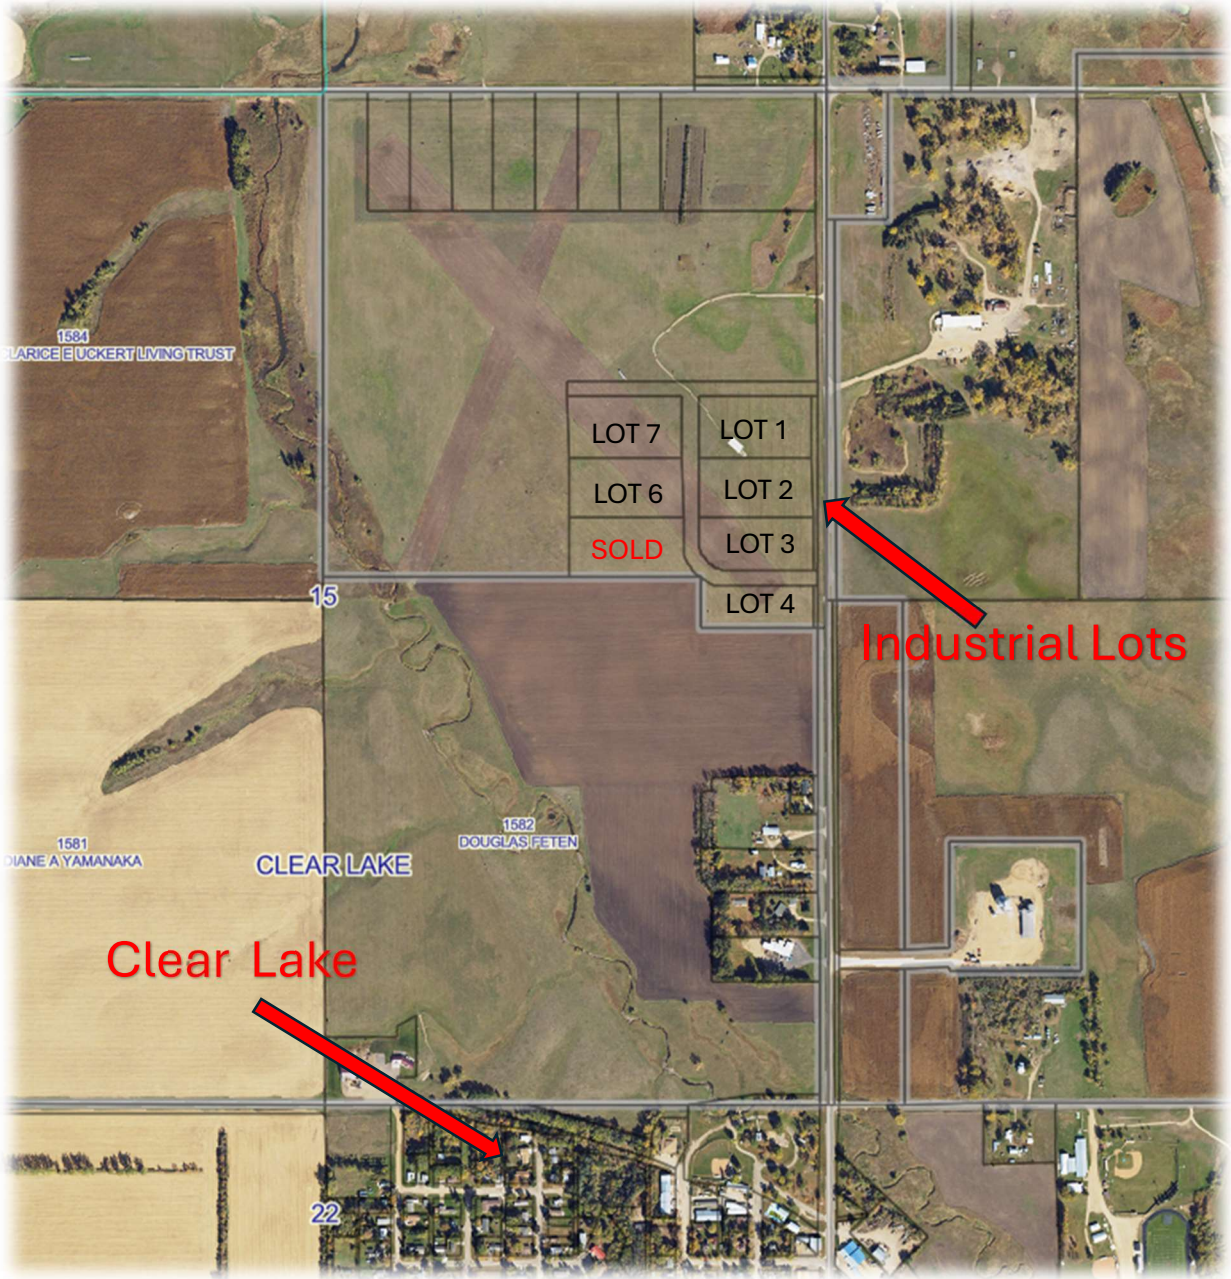 1584
CLARICE E UCKERT LIVING TRUST
LOT 7
LOT 1
LOT 6
LOT 2
SOLD
LOT 3
15
LOT 4
Industrial Lots
1582
DOUGLAS FETEN
1581
DIANE A YAMANAKA
CLEAR LAKE
Clear Lake
22